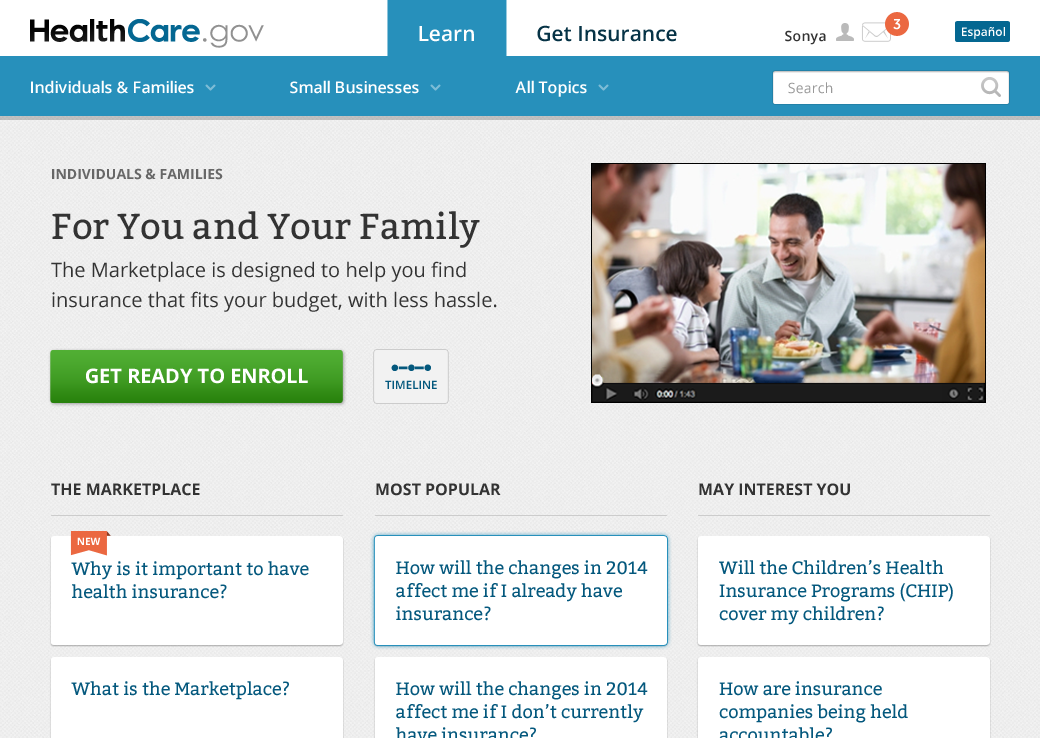 HealthCare.gov
Learn
Get Insurance
Sonya
3
Español
Individuals & Families
Small Businesses
All Topics
Search
INDIVIDUALS & FAMILIES
For You and Your Family
The Marketplace is designed to help you find
insurance that fits your budget, with less hassle.
GET READY TO ENROLL
TIMELINE
0:00 / 1:43
THE MARKETPLACE
NEW
Why is it important to have
health insurance?
What is the Marketplace?
MOST POPULAR
How will the changes in 2014
affect me if I already have
insurance?
How will the changes in 2014
affect me if I don’t currently
have insurance?
MAY INTEREST YOU
Will the Children’s Health
Insurance Programs (CHIP)
cover my children?
How are insurance
companies being held
accountable?